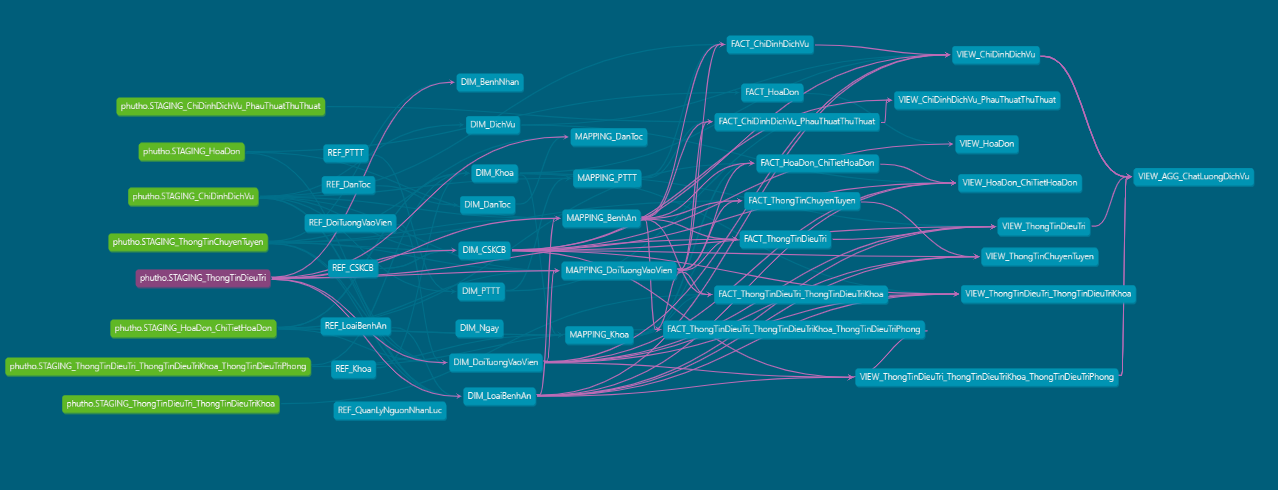 phutho.STAGING_ChiDinhDichVu_PhauThuatThuThuat
phutho.STAGING_HoaDon
phutho.STAGING_ChiDinhDichVu
phutho.STAGING_ThongTinChuyenTuyen
phutho.STAGING_ThongTinDieuTri
phutho.STAGING_HoaDon_ChiTietHoaDon
phutho.STAGING_ThongTinDieuTri_ThongTinDieuTriKhoa_ThongTinDieuTriPhong
phutho.STAGING_ThongTinDieuTri_ThongTinDieuTriKhoa
REF_PTTT
REF_DanToc
REF_DoiTuongVaoVien
REF_CSKCB
REF_LoaiBenhAn
REF_Khoa
REF_QuanLyNguonNhanLuc
DIM_BenhNhan
DIM_DichVu
DIM_Khoa
DIM_DanToc
DIM_CSKCB
DIM_PTTT
DIM_Ngay
DIM_DoiTuongVaoVien
DIM_LoaiBenhAn
MAPPING_DanToc
MAPPING_PTTT
MAPPING_BenhAn
MAPPING_DoiTuongVaoVien
MAPPING_Khoa
FACT_ChiDinhDichVu
FACT_HoaDon
FACT_ChiDinhDichVu_PhauThuatThuThuat
FACT_HoaDon_ChiTietHoaDon
FACT_ThongTinChuyenTuyen
FACT_ThongTinDieuTri
FACT_ThongTinDieuTri_ThongTinDieuTriKhoa
FACT_ThongTinDieuTri_ThongTinDieuTriKhoa_ThongTinDieuTriPhong
VIEW_ChiDinhDichVu
VIEW_ChiDinhDichVu_PhauThuatThuThuat
VIEW_HoaDon
VIEW_HoaDon_ChiTietHoaDon
VIEW_ThongTinDieuTri
VIEW_ThongTinChuyenTuyen
VIEW_ThongTinDieuTri_ThongTinDieuTriKhoa
VIEW_ThongTinDieuTri_ThongTinDieuTriKhoa_ThongTinDieuTriPhong
VIEW_AGG_ChatLuongDichVu